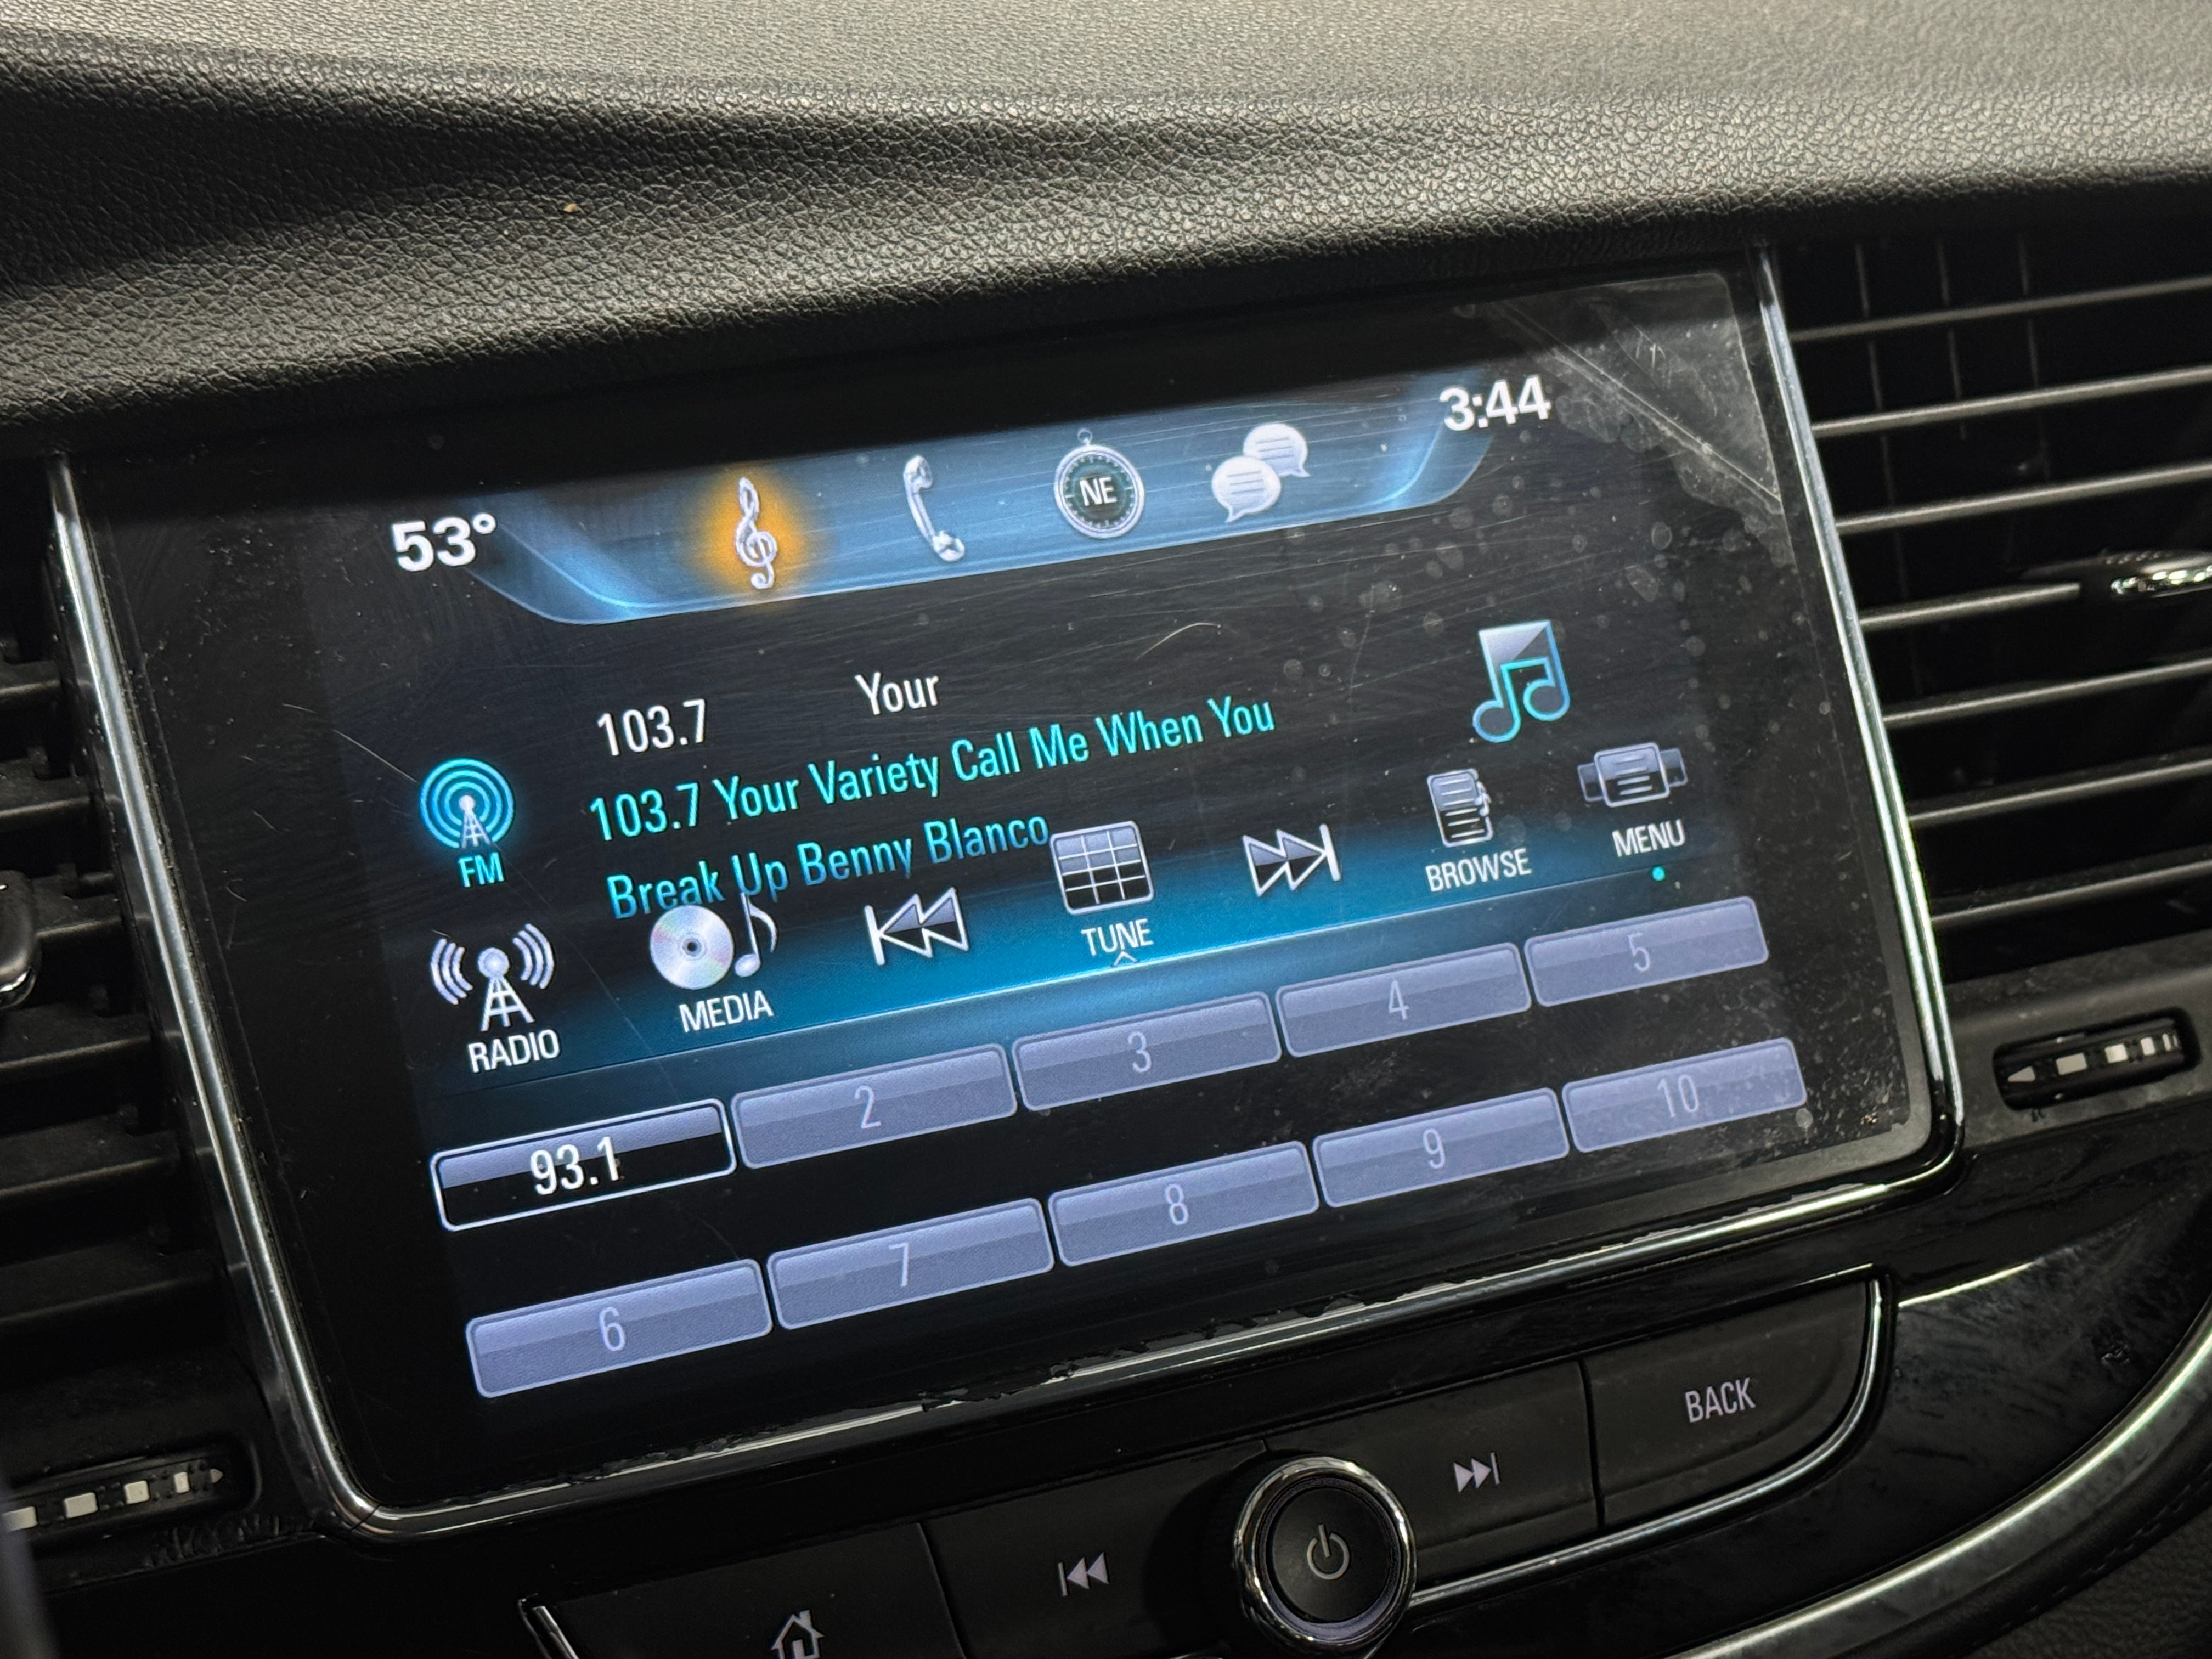 53° NE 3:44
103.7 Your
103.7 Your Variety Call Me When You
Break Up Benny Blanco
FM
RADIO MEDIA TUNE BROWSE MENU
93.1 2 3 4 5
6 7 8 9 10
BACK